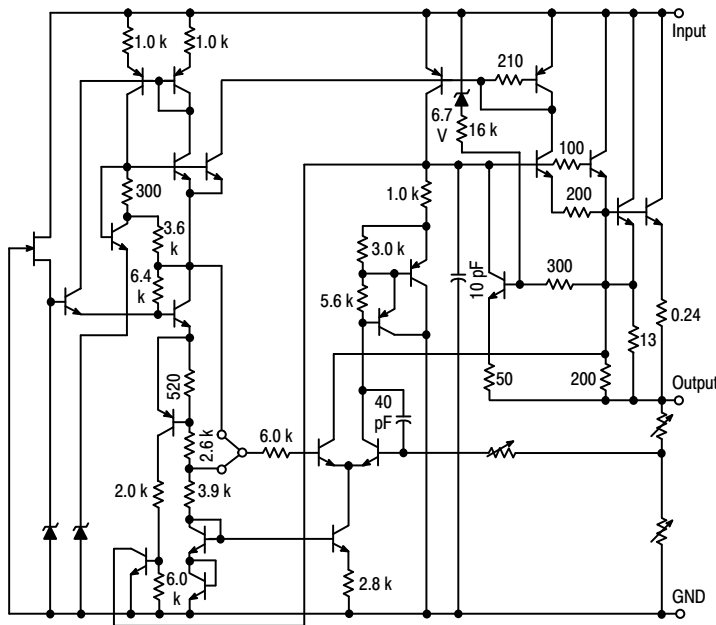 1.0 k
1.0 k
Input
210
6.7
V
16 k
100
300
1.0 k
200
3.6
k
3.0 k
6.4
k
5.6 k
10 pF
300
0.24
13
520
50
200
Output
40
pF
2.6 k
6.0 k
2.0 k
3.9 k
6.0
k
2.8 k
GND